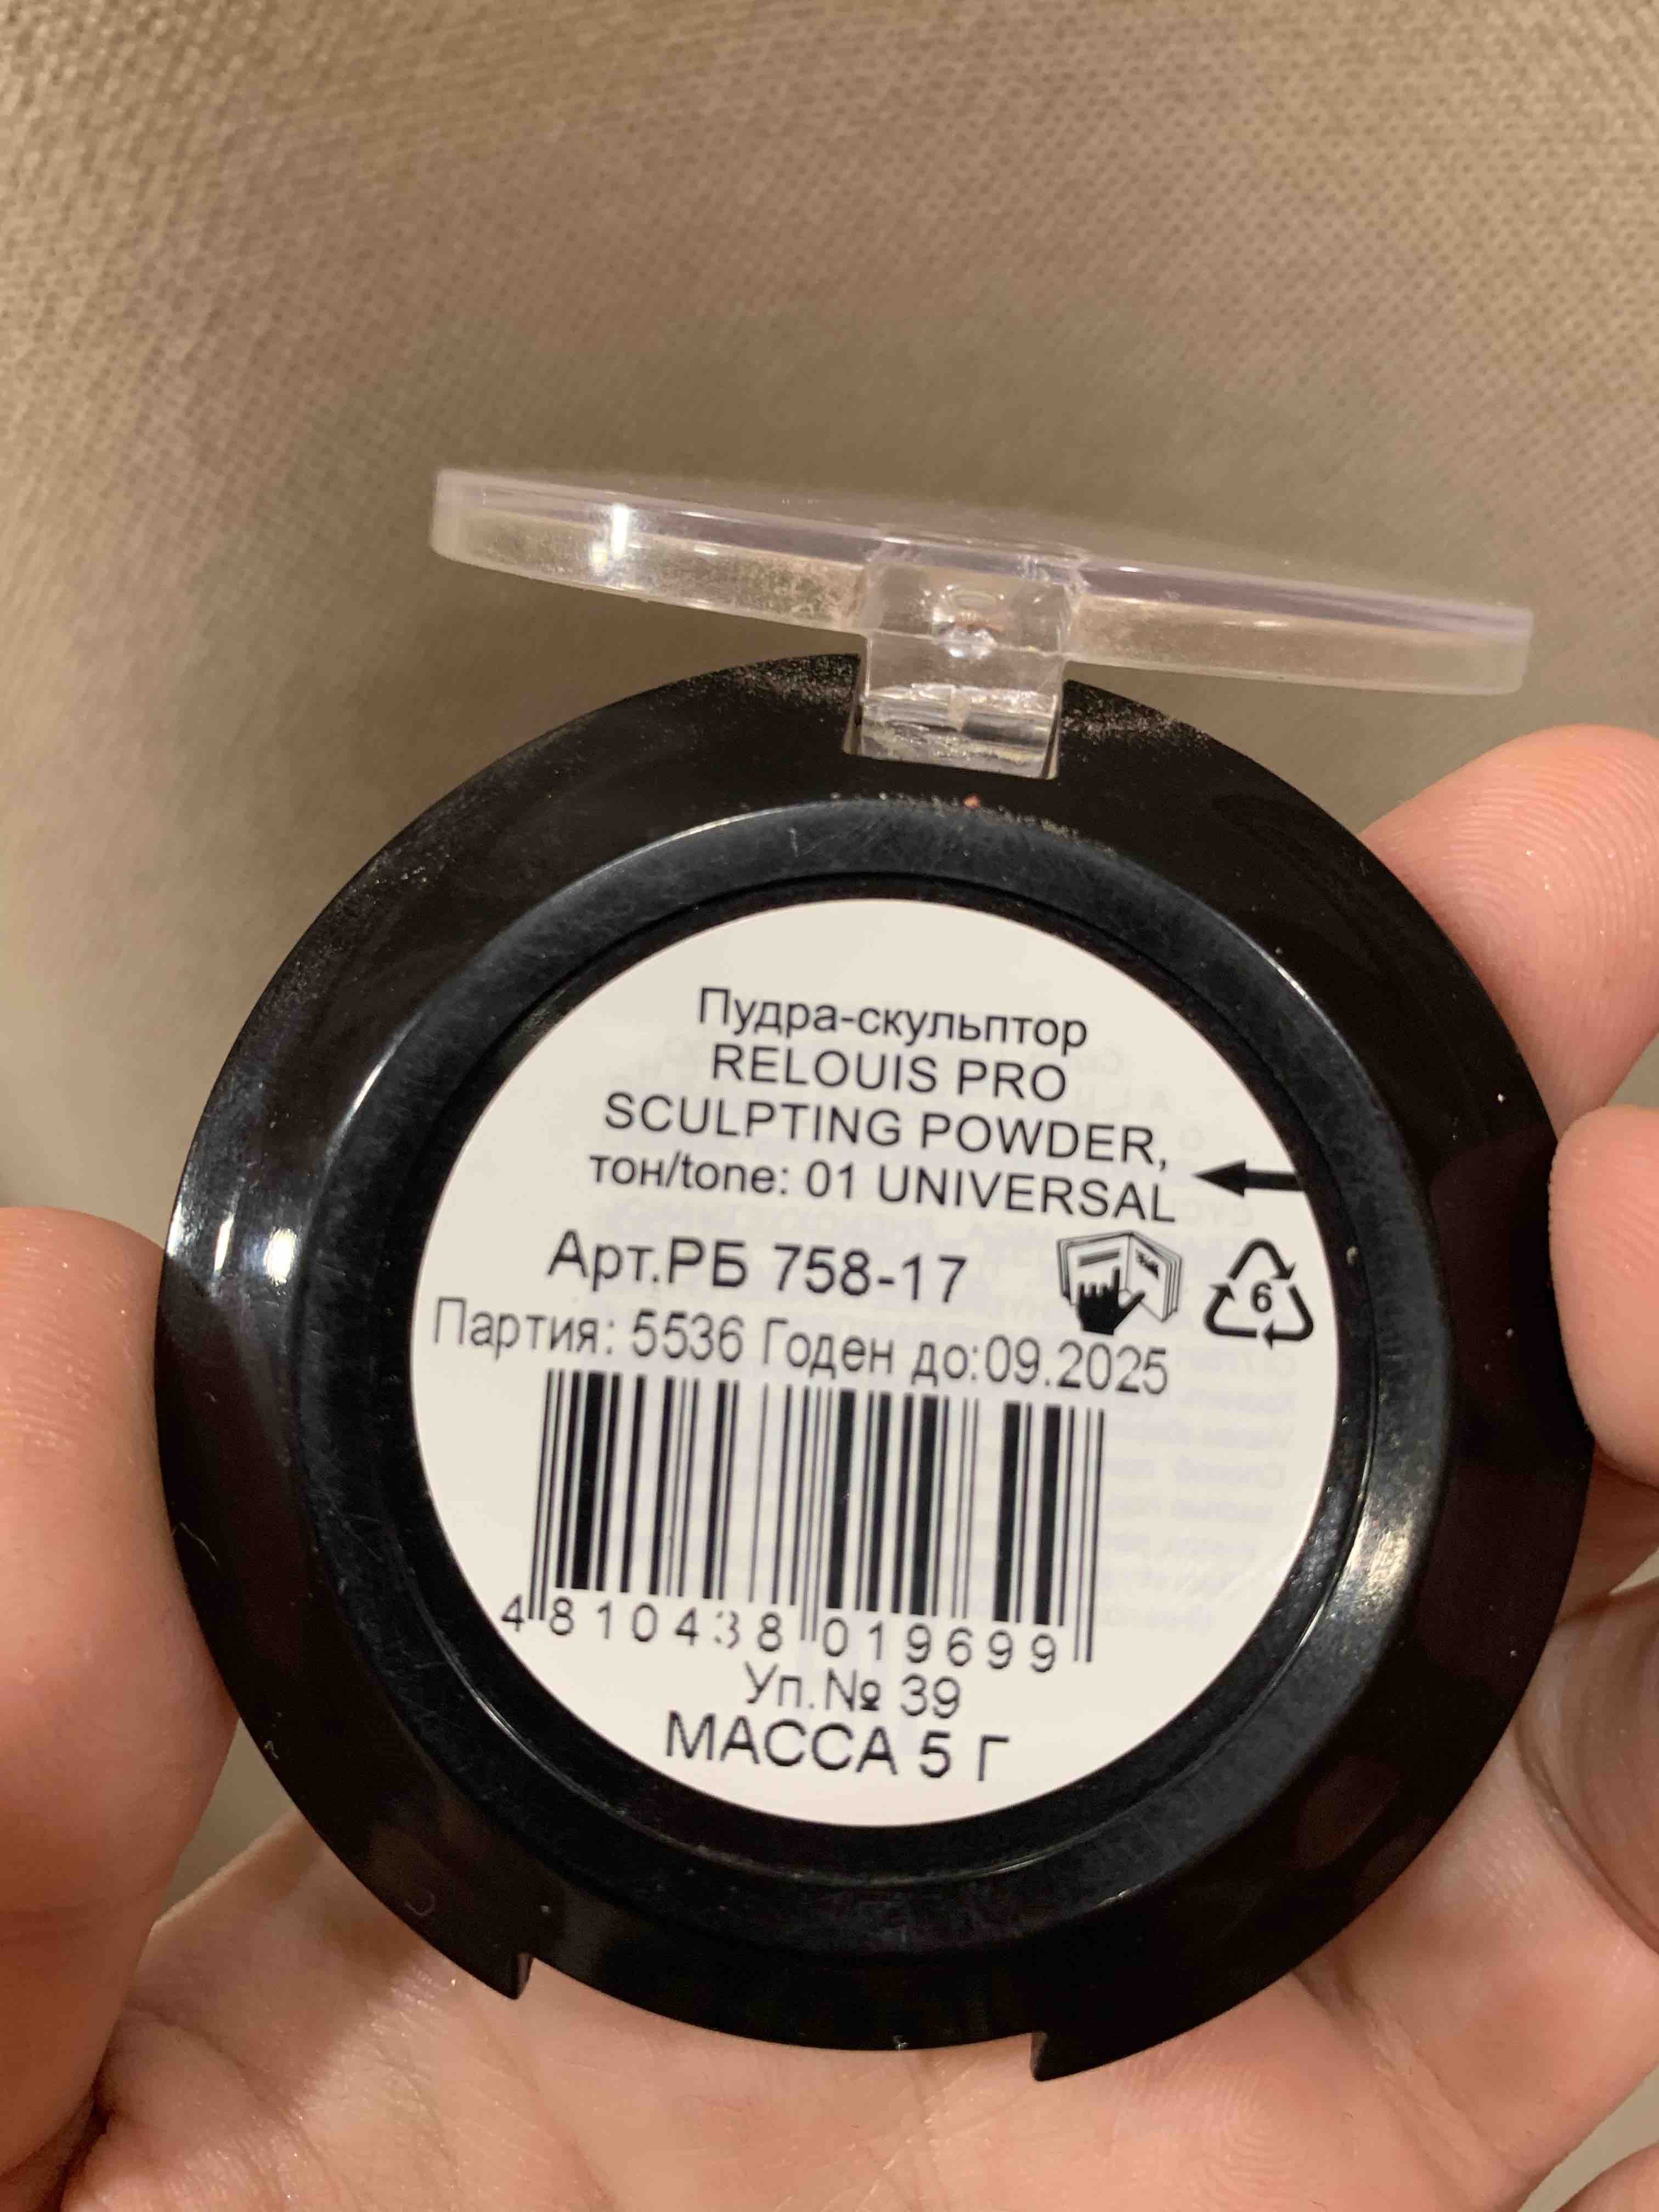 Пудра-скульптор
RELOUIS PRO
SCULPTING POWDER,
тон/tone: 01 UNIVERSAL
Арт.РБ 758-17
6
Партия: 5536 Годен до:09.2025
4 810438 019699
Уп.№ 39
МАССА 5 Г